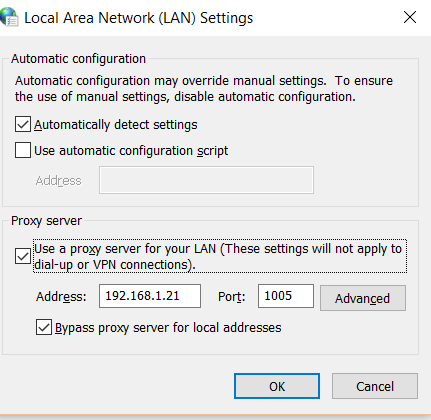 Local Area Network (LAN) Settings
Automatic configuration
Automatic configuration may override manual settings. To ensure
the use of manual settings, disable automatic configuration.
Automatically detect settings
Use automatic configuration script
Address
Proxy server
Use a proxy server for your LAN (These settings will not apply to
dial-up or VPN connections).
Address: 192.168.1.21 Port: 1005 Advanced
Bypass proxy server for local addresses
OK Cancel